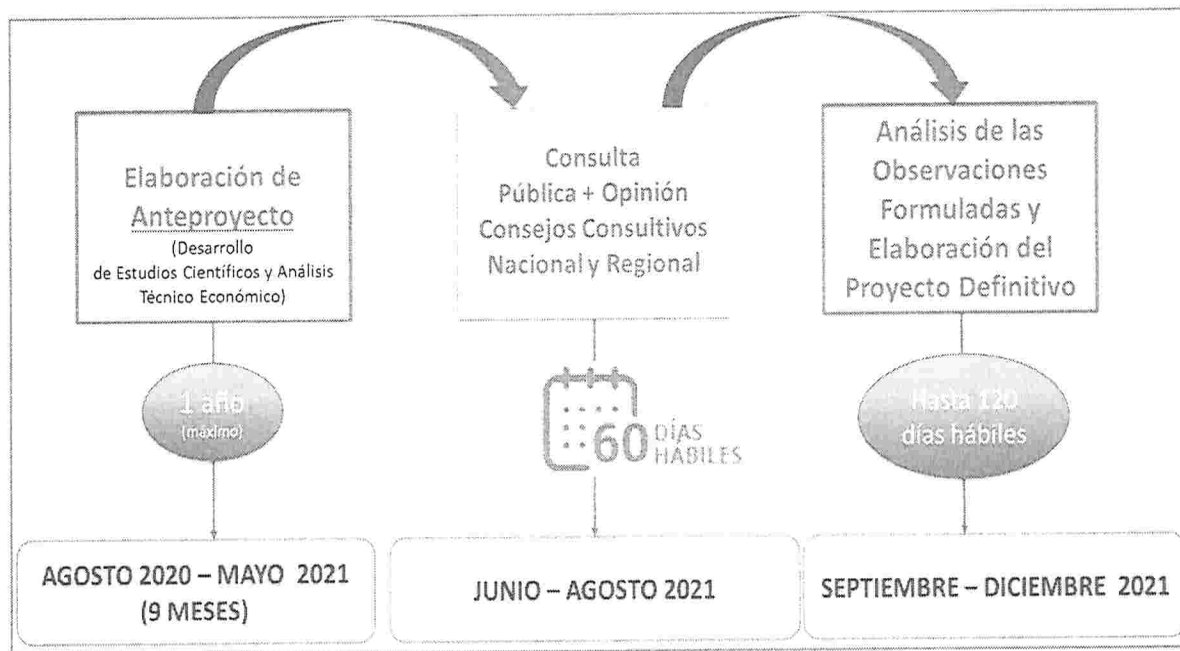 Elaboración de
Anteproyecto
(Desarrollo
de Estudios Científicos y Análisis
Técnico Económico)
1 año
(máximo)
AGOSTO 2020 – MAYO 2021
(9 MESES)
Consulta
Pública + Opinión
Consejos Consultivos
Nacional y Regional
60 DÍAS
HÁBILES
JUNIO – AGOSTO 2021
Análisis de las
Observaciones
Formuladas y
Elaboración del
Proyecto Definitivo
Hasta 120
días hábiles
SEPTIEMBRE – DICIEMBRE 2021